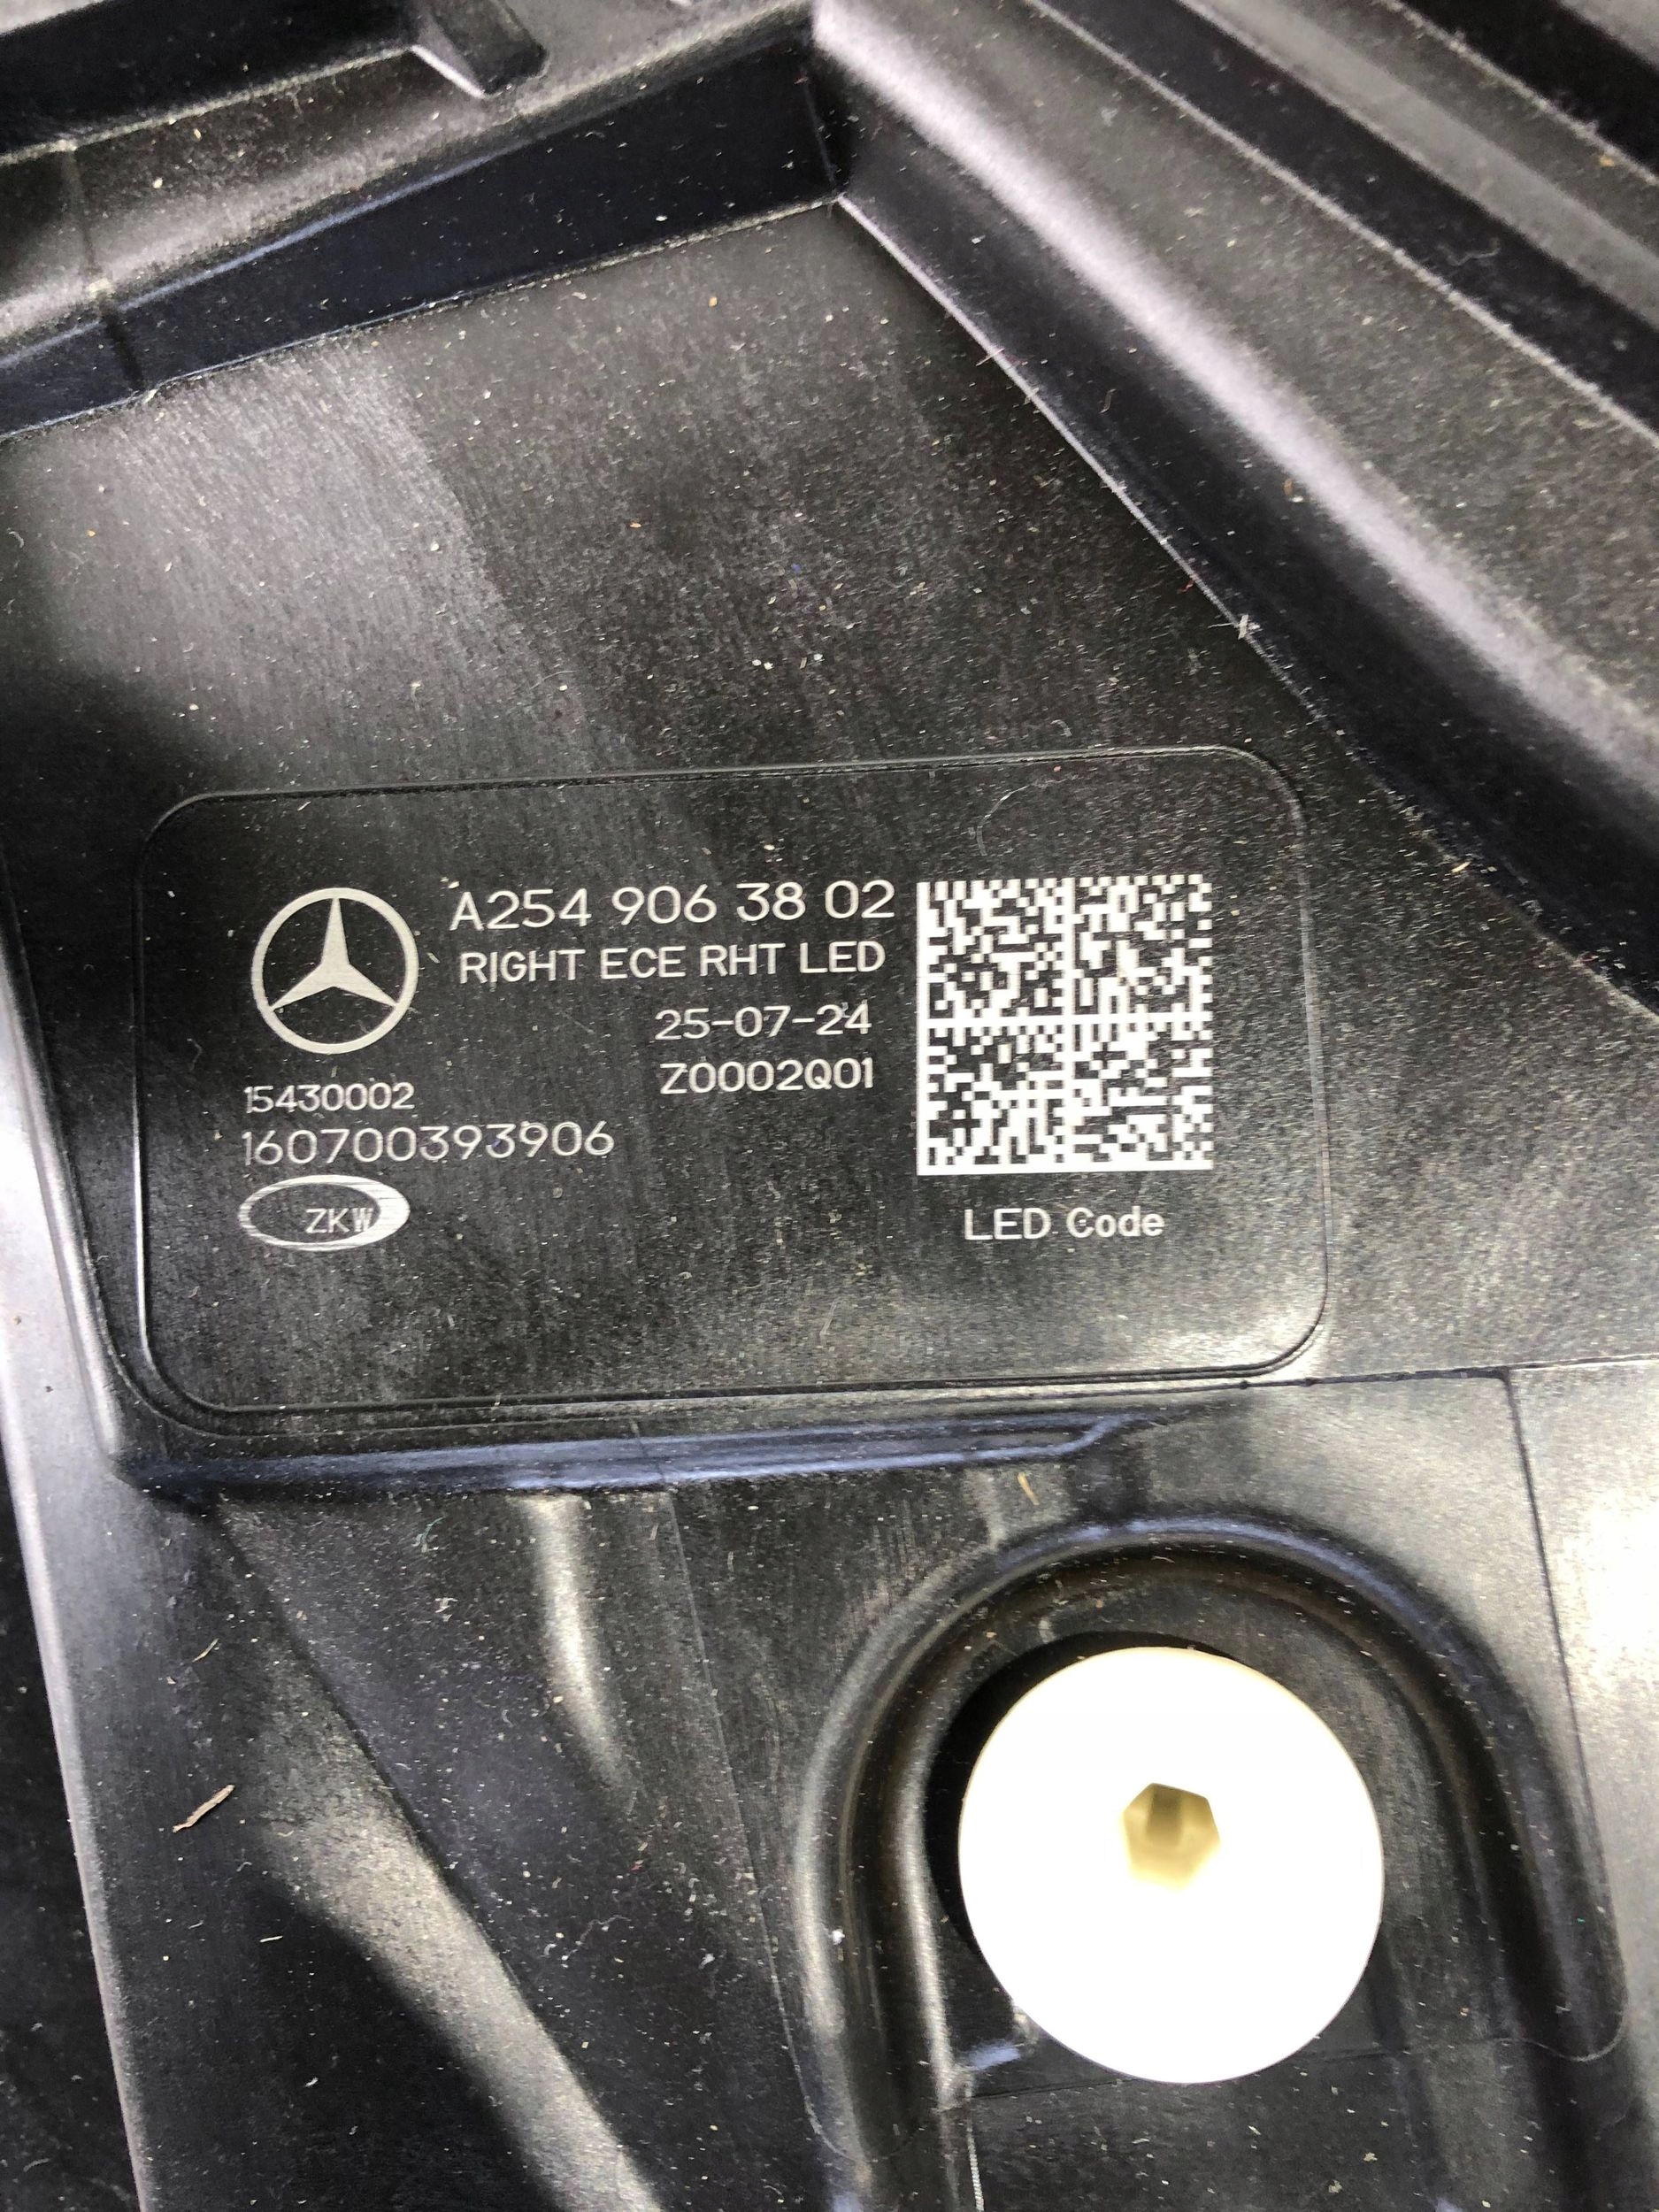 A254 906 38 02
RIGHT ECE RHT LED
25-07-24
Z0002Q01
15430002
160700393906
ZKW
LED Code